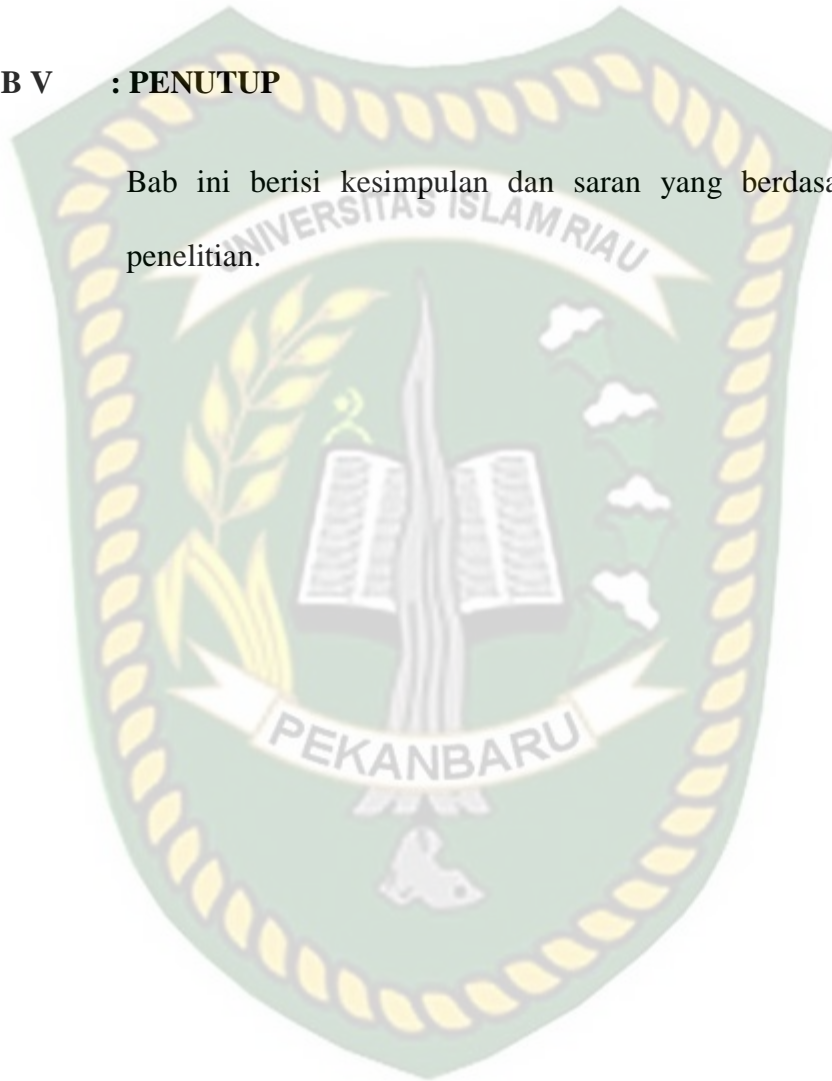 B V : PENUTUP
Bab ini berisi kesimpulan dan saran yang berdasa
penelitian.
UNIVERSITAS ISLAM RIAU
PEKANBARU